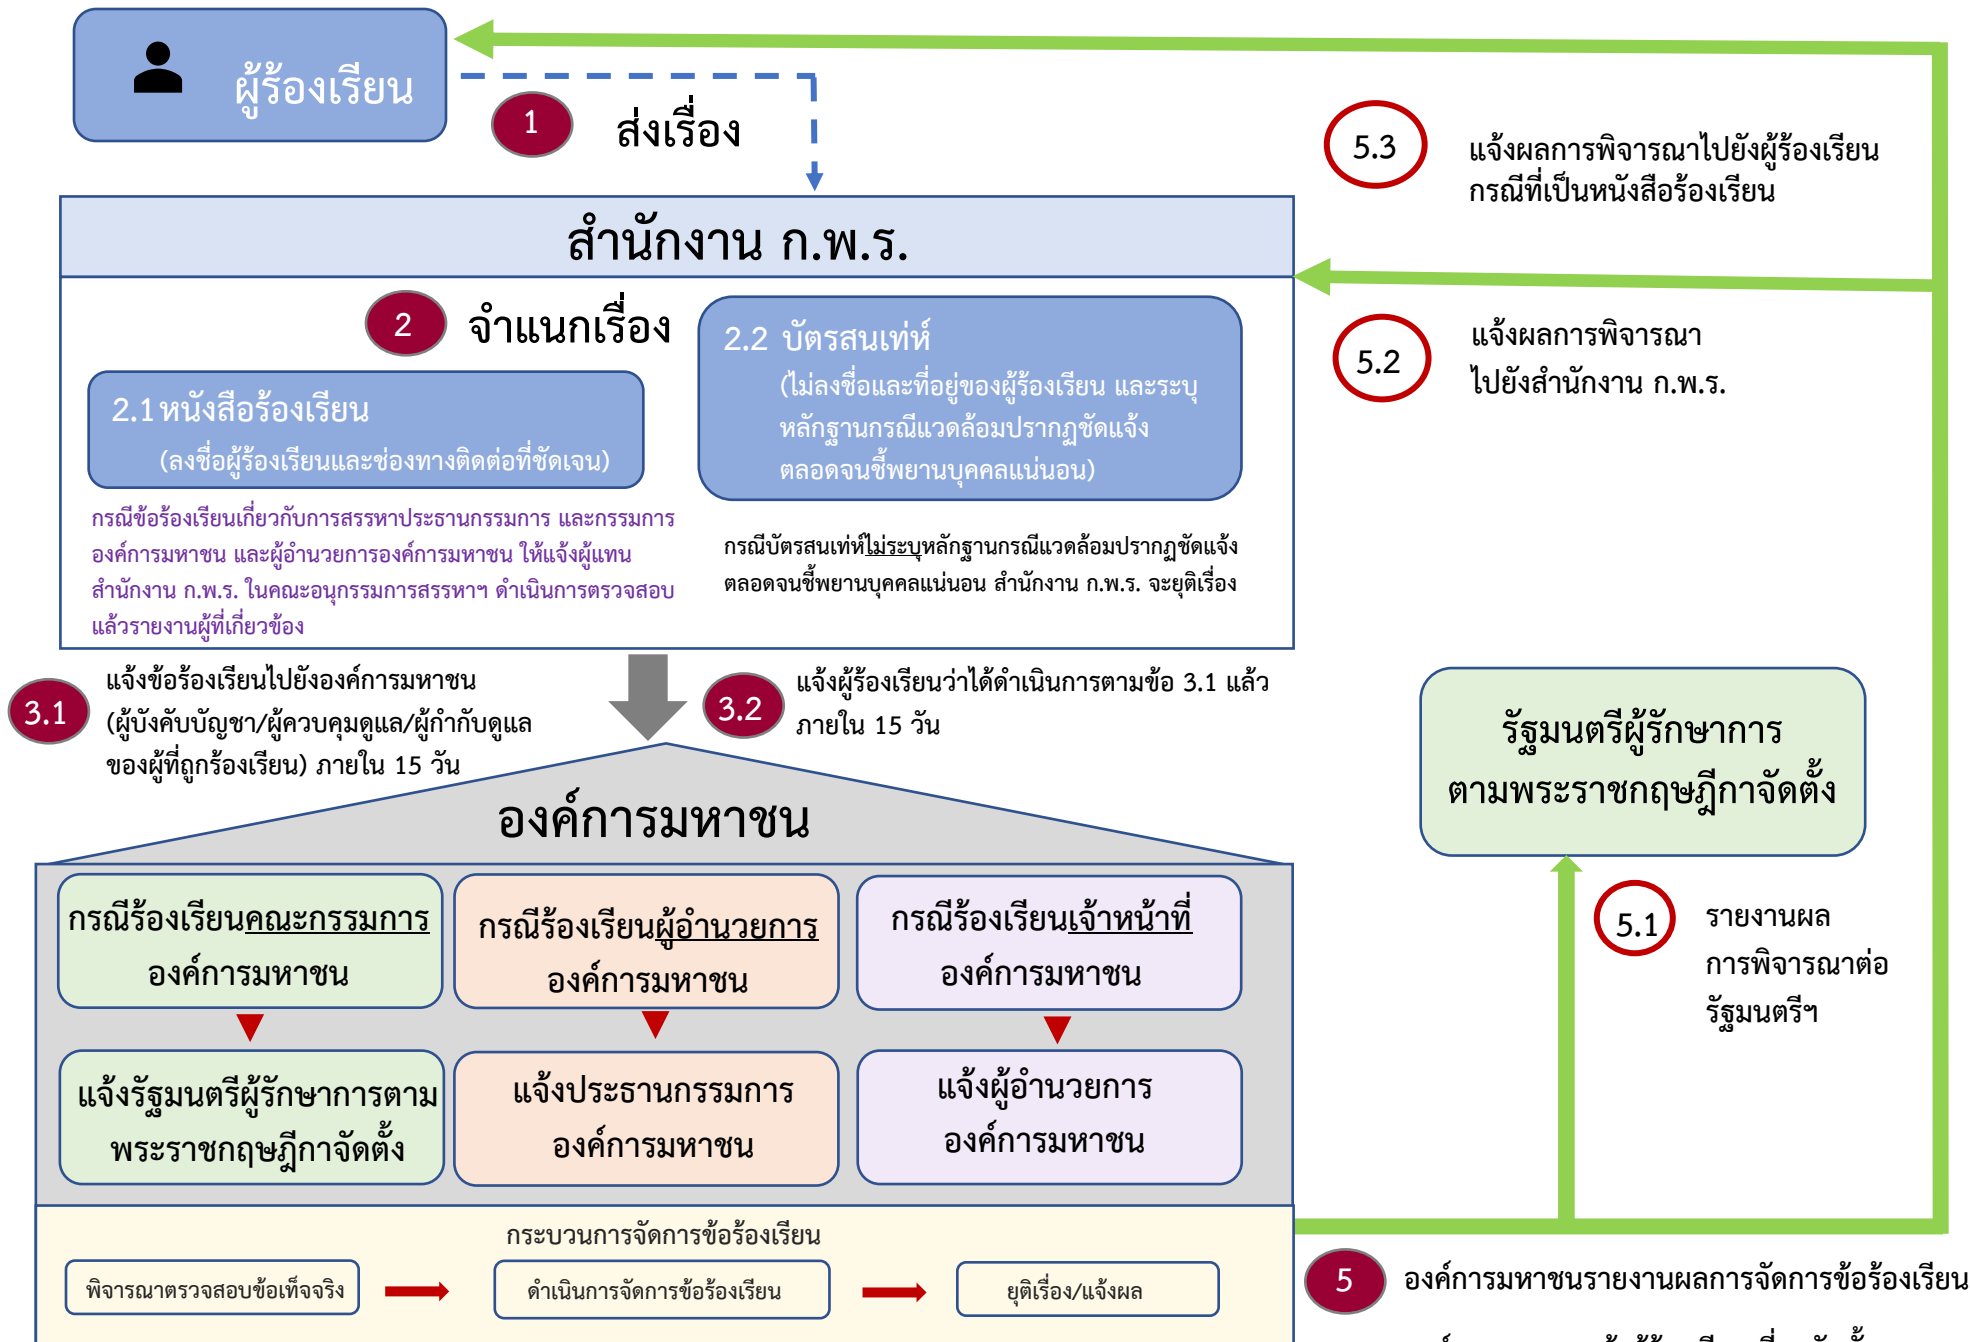 ผู้ร้องเรียน
1
ส่งเรื่อง
5.3
แจ้งผลการพิจารณาไปยังผู้ร้องเรียน
กรณีที่เป็นหนังสือร้องเรียน
สำนักงาน ก.พ.ร.
2
จำแนกเรื่อง
2.1 หนังสือร้องเรียน
(ลงชื่อผู้ร้องเรียนและช่องทางติดต่อที่ชัดเจน)
กรณีข้อร้องเรียนเกี่ยวกับการสรรหาประธานกรรมการ และกรรมการ
องค์การมหาชน และผู้อำนวยการองค์การมหาชน ให้แจ้งผู้แทน
สำนักงาน ก.พ.ร. ในคณะอนุกรรมการสรรหาฯ ดำเนินการตรวจสอบ
แล้วรายงานผู้ที่เกี่ยวข้อง
2.2 บัตรสนเท่ห์
(ไม่ลงชื่อและที่อยู่ของผู้ร้องเรียน และระบุ
หลักฐานกรณีแวดล้อมปรากฏชัดแจ้ง
ตลอดจนชี้พยานบุคคลแน่นอน)
กรณีบัตรสนเท่ห์ไม่ระบุหลักฐานกรณีแวดล้อมปรากฏชัดแจ้ง
ตลอดจนชี้พยานบุคคลแน่นอน สำนักงาน ก.พ.ร. จะยุติเรื่อง
5.2
แจ้งผลการพิจารณา
ไปยังสำนักงาน ก.พ.ร.
3.1
แจ้งข้อร้องเรียนไปยังองค์การมหาชน
(ผู้บังคับบัญชา/ผู้ควบคุมดูแล/ผู้กำกับดูแล
ของผู้ที่ถูกร้องเรียน) ภายใน 15 วัน
3.2
แจ้งผู้ร้องเรียนว่าได้ดำเนินการตามข้อ 3.1 แล้ว
ภายใน 15 วัน
รัฐมนตรีผู้รักษาการ
ตามพระราชกฤษฎีกาจัดตั้ง
องค์การมหาชน
กรณีร้องเรียนคณะกรรมการ
องค์การมหาชน
กรณีร้องเรียนผู้อำนวยการ
องค์การมหาชน
กรณีร้องเรียนเจ้าหน้าที่
องค์การมหาชน
5.1
รายงานผล
การพิจารณาต่อ
รัฐมนตรีฯ
แจ้งรัฐมนตรีผู้รักษาการตาม
พระราชกฤษฎีกาจัดตั้ง
แจ้งประธานกรรมการ
องค์การมหาชน
แจ้งผู้อำนวยการ
องค์การมหาชน
กระบวนการจัดการข้อร้องเรียน
พิจารณาตรวจสอบข้อเท็จจริง
ดำเนินการจัดการข้อร้องเรียน
ยุติเรื่อง/แจ้งผล
5
องค์การมหาชนรายงานผลการจัดการข้อร้องเรียน